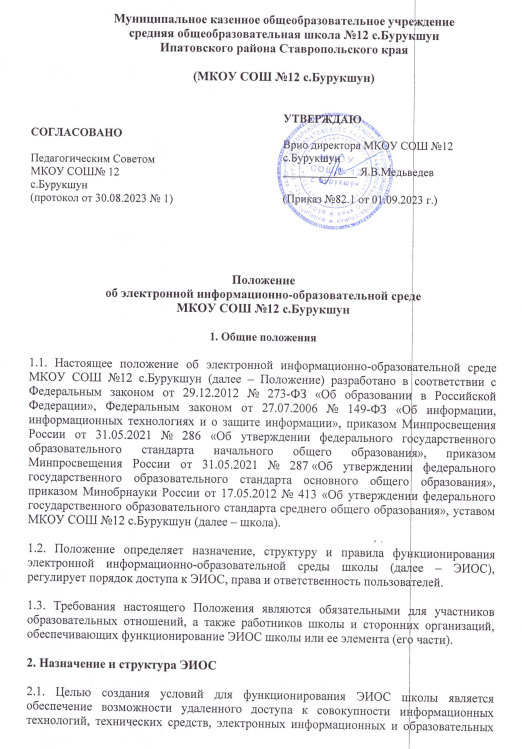 Муниципальное казенное общеобразовательное учреждение
средняя общеобразовательная школа №12 с.Бурукшун
Ипатовского района Ставропольского края
(МКОУ СОШ №12 с.Бурукшун)
СОГЛАСОВАНО
Педагогическим Советом
МКОУ СОШ№ 12
с.Бурукшун
(протокол от 30.08.2023 № 1)
УТВЕРЖДАЮ
Врио директора МКОУ СОШ №12
с.Бурукшун
Я.В.Медьведев
(Приказ №82.1 от 01.09.2023 г.)
Положение
об электронной информационно-образовательной среде
МКОУ СОШ №12 с.Бурукшун
1. Общие положения
1.1. Настоящее положение об электронной информационно-образовательной среде
МКОУ СОШ №12 с.Бурукшун (далее – Положение) разработано в соответствии с
Федеральным законом от 29.12.2012 № 273-ФЗ «Об образовании в Российской
Федерации», Федеральным законом от 27.07.2006 № 149-ФЗ «Об информации,
информационных технологиях и о защите информации», приказом Минпросвещения
России от 31.05.2021 № 286 «Об утверждении федерального государственного
образовательного стандарта начального общего образования», приказом
Минпросвещения России от 31.05.2021 № 287 «Об утверждении федерального
государственного образовательного стандарта основного общего образования»,
приказом Минобрнауки России от 17.05.2012 № 413 «Об утверждении федерального
государственного образовательного стандарта среднего общего образования», уставом
МКОУ СОШ №12 с.Бурукшун (далее – школа).
1.2. Положение определяет назначение, структуру и правила функционирования
электронной информационно-образовательной среды школы (далее – ЭИОС),
регулирует порядок доступа к ЭИОС, права и ответственность пользователей.
1.3. Требования настоящего Положения являются обязательными для участников
образовательных отношений, а также работников школы и сторонних организаций,
обеспечивающих функционирование ЭИОС школы или ее элемента (его части).
2. Назначение и структура ЭИОС
2.1. Целью создания условий для функционирования ЭИОС школы является
обеспечение возможности удаленного доступа к совокупности информационных
технологий, технических средств, электронных информационных и образовательных